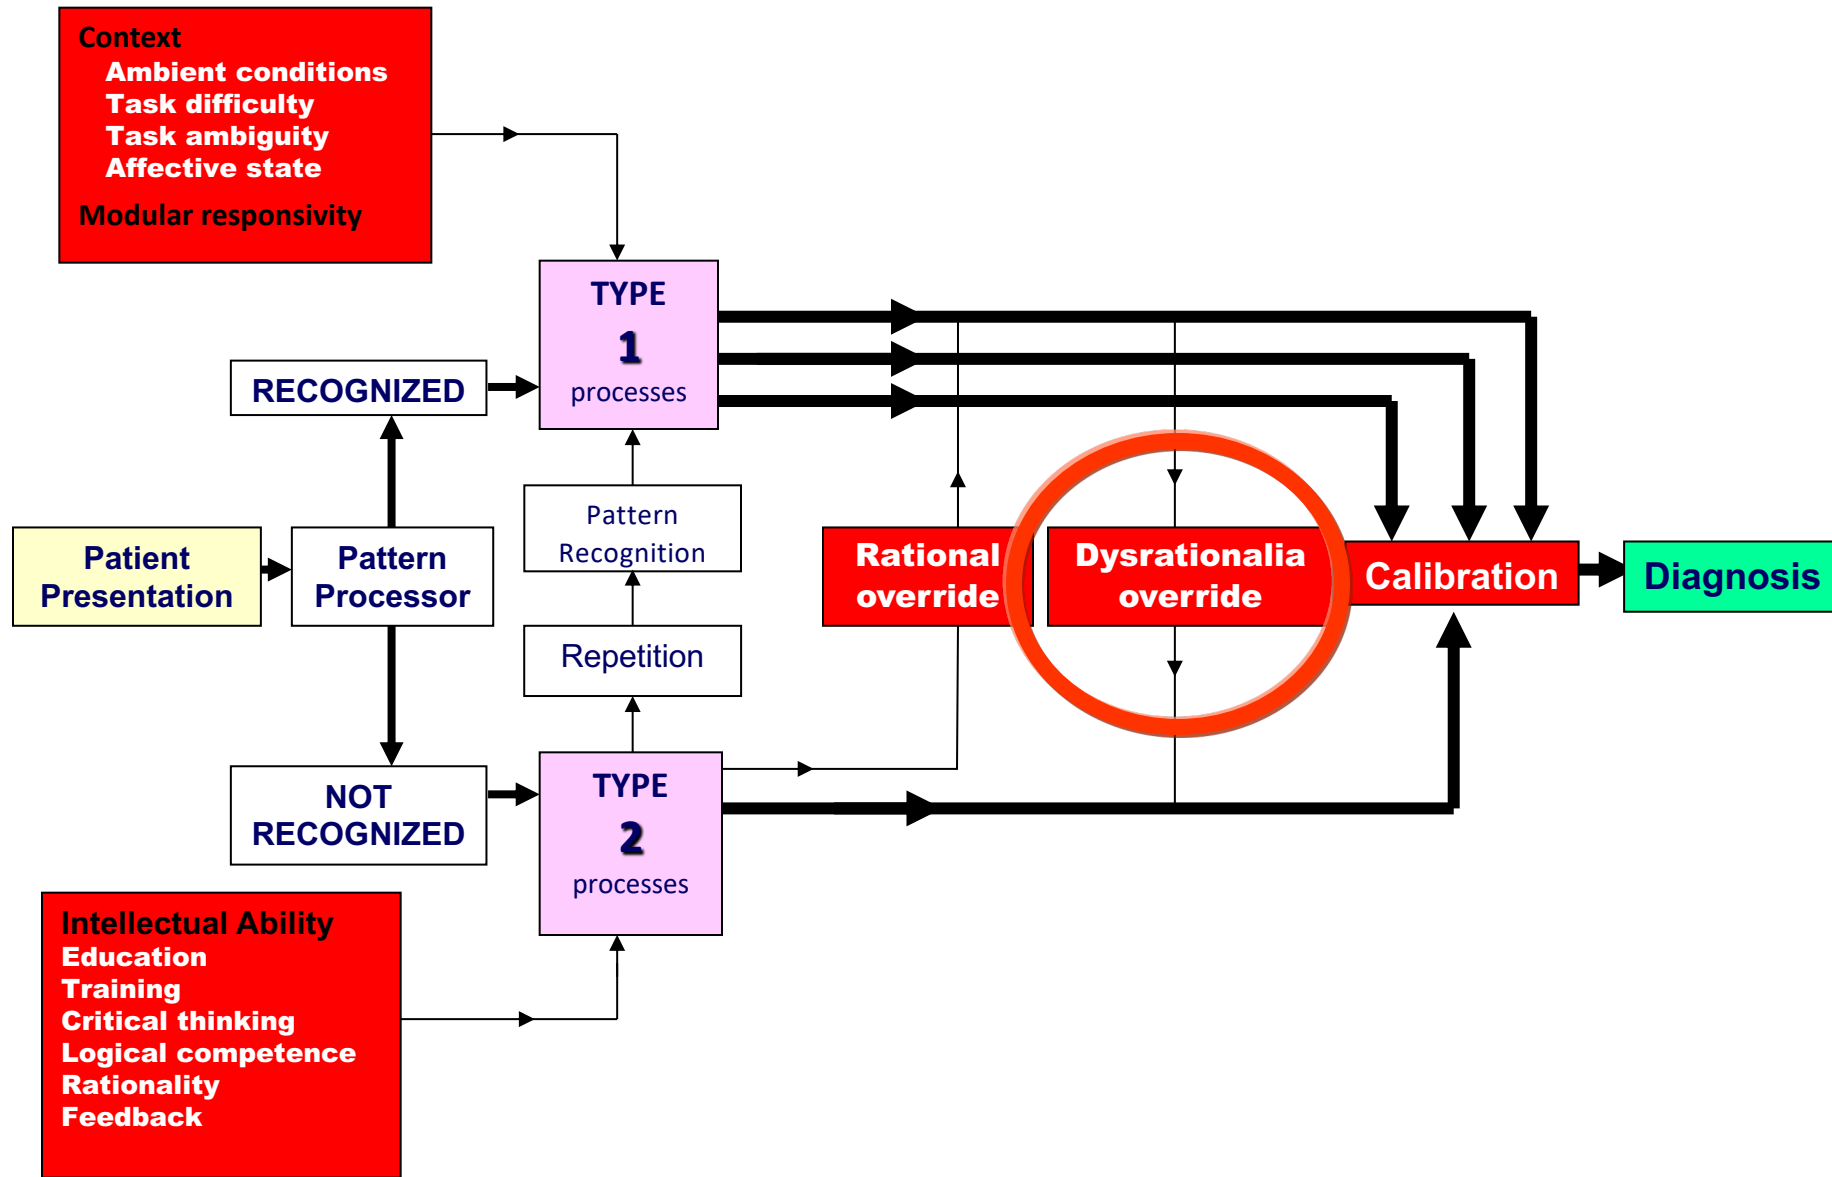 Context
Ambient conditions
Task difficulty
Task ambiguity
Affective state
Modular responsivity
TYPE
1
processes
RECOGNIZED
Pattern
Recognition
Patient
Presentation
Pattern
Processor
Rational
override
Dysrationalia
override
Calibration
Diagnosis
Repetition
NOT
RECOGNIZED
TYPE
2
processes
Intellectual Ability
Education
Training
Critical thinking
Logical competence
Rationality
Feedback